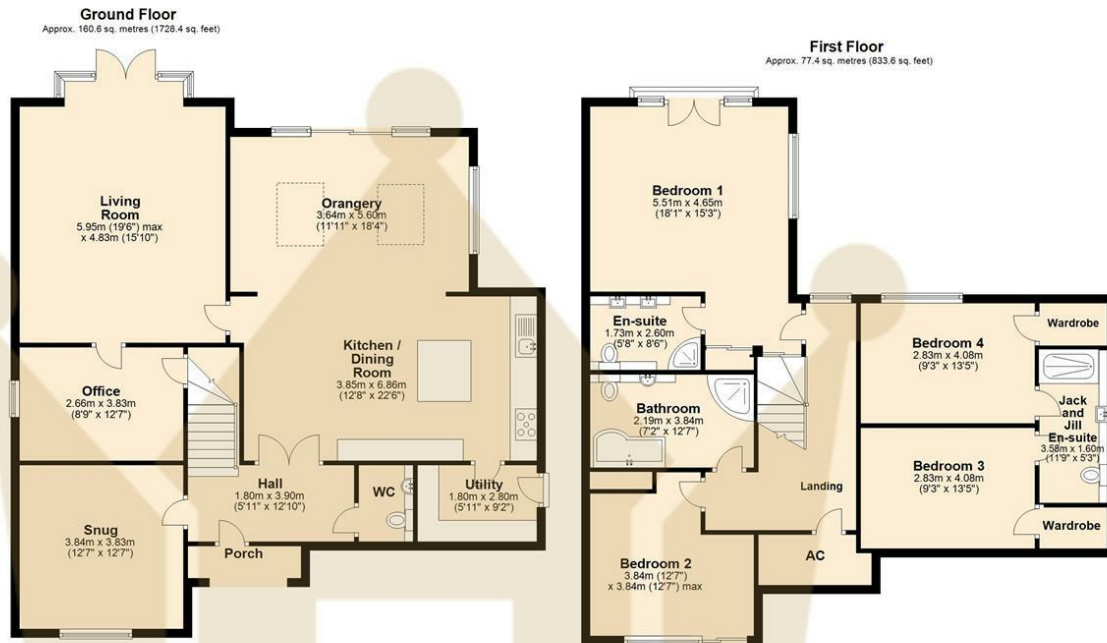 Ground Floor
Approx. 160.6 sq. metres (1728.4 sq. feet)
Living
Room
5.95m (19'6") max
x 4.83m (15'10")
Orangery
3.64m x 5.60m
(11'11" x 18'4")
Kitchen /
Dining
Room
3.85m x 6.86m
(12'8" x 22'6")
Office
2.66m x 3.83m
(8'9" x 12'7")
Hall
1.80m x 3.90m
(5'11" x 12'10")
WC
Utility
1.80m x 2.80m
(5'11" x 9'2")
Snug
3.84m x 3.83m
(12'7" x 12'7")
Porch
First Floor
Approx. 77.4 sq. metres (833.6 sq. feet)
Bedroom 1
5.51m x 4.65m
(18'1" x 15'3")
En-suite
1.73m x 2.60m
(5'8" x 8'6")
Bathroom
2.19m x 3.84m
(7'2" x 12'7")
Bedroom 4
2.83m x 4.08m
(9'3" x 13'5")
Wardrobe
Jack
and
Jill
En-suite
3.58m x 1.60m
(11'9" x 5'3")
Bedroom 3
2.83m x 4.08m
(9'3" x 13'5")
Wardrobe
Landing
AC
Bedroom 2
3.84m (12'7")
x 3.84m (12'7") max